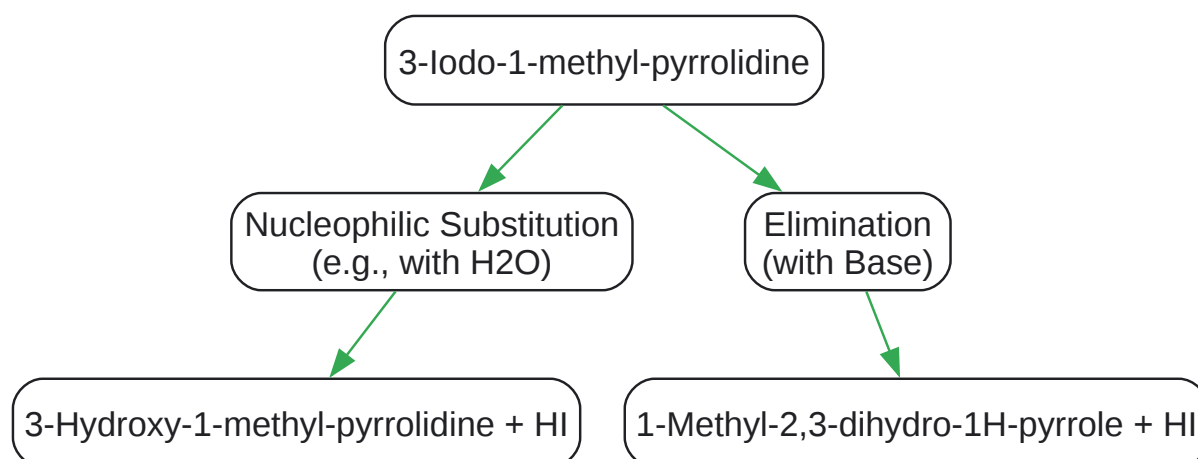 3-Iodo-1-methyl-pyrrolidine
Nucleophilic Substitution
(e.g., with H2O)
Elimination
(with Base)
3-Hydroxy-1-methyl-pyrrolidine + HI
1-Methyl-2,3-dihydro-1H-pyrrole + HI